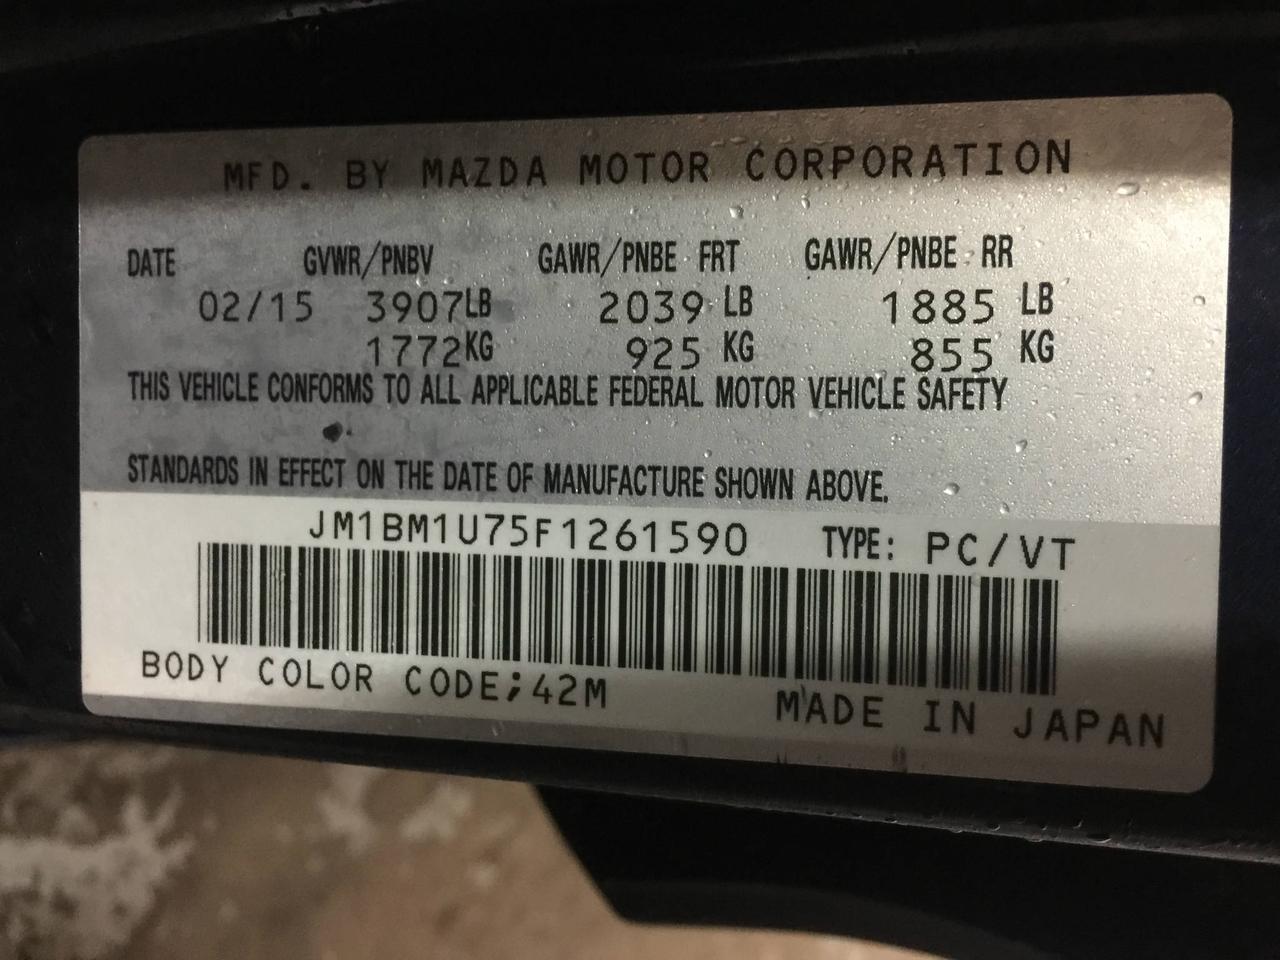 MFD. BY MAZDA MOTOR CORPORATION
DATE GVWR/PNBV GAWR/PNBE FRT GAWR/PNBE RR
02/15 3907LB 2039 LB 1885 LB
1772KG 925 KG 855 KG
THIS VEHICLE CONFORMS TO ALL APPLICABLE FEDERAL MOTOR VEHICLE SAFETY
STANDARDS IN EFFECT ON THE DATE OF MANUFACTURE SHOWN ABOVE.
JM1BM1U75F1261590 TYPE: PC/VT
BODY COLOR CODE;42M MADE IN JAPAN